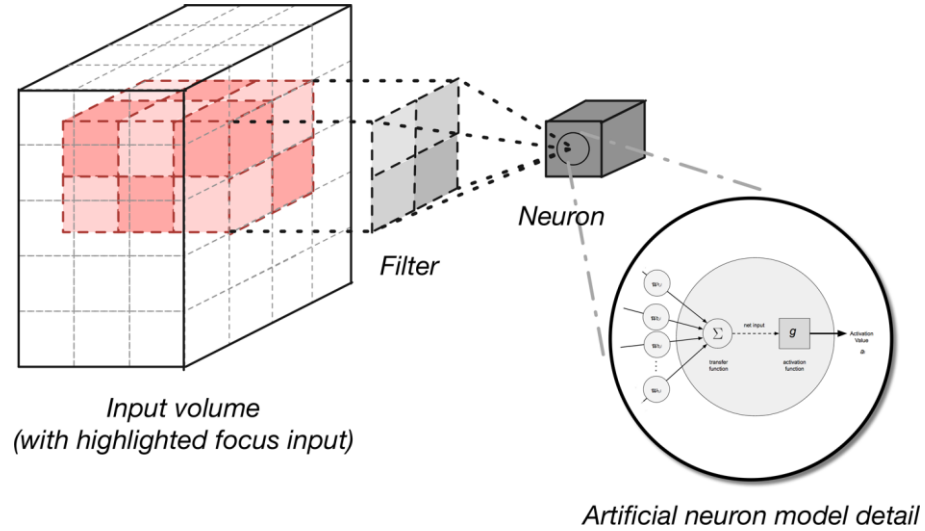 Neuron
Filter
Input volume
(with highlighted focus input)
Σ
net input
g
transfer
function
activation
function
Activation
Value
Artificial neuron model detail